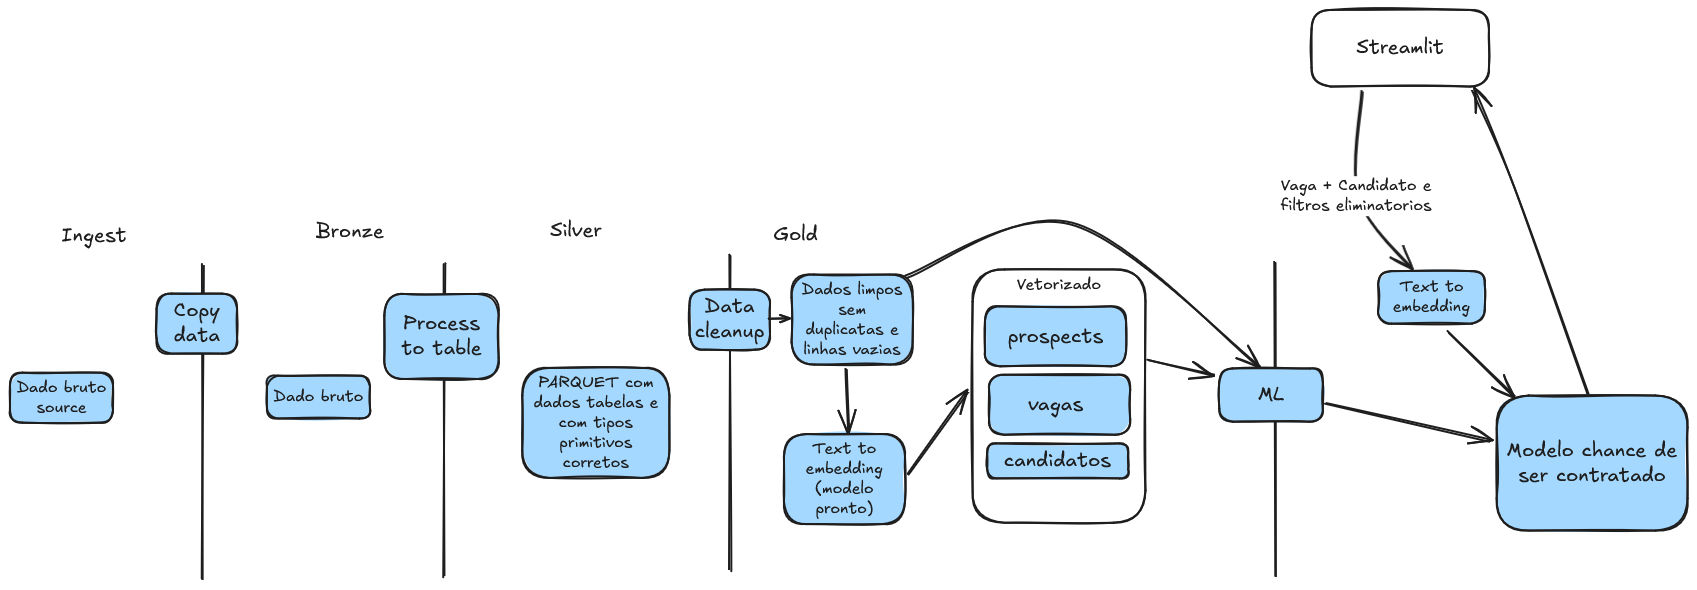 Streamlit
Vaga + Candidato e
filtros eliminatorios
Ingest
Bronze
Silver
Gold
Copy
data
Dado bruto
source
Process
to table
Dado bruto
PARQUET com
dados tabelas e
com tipos
primitivos
corretos
Data
cleanup
Dados limpos
sem
duplicatas e
linhas vazias
Text to
embedding
(modelo
pronto)
Vetorizado
prospects
vagas
candidatos
ML
Text to
embedding
Modelo chance de
ser contratado